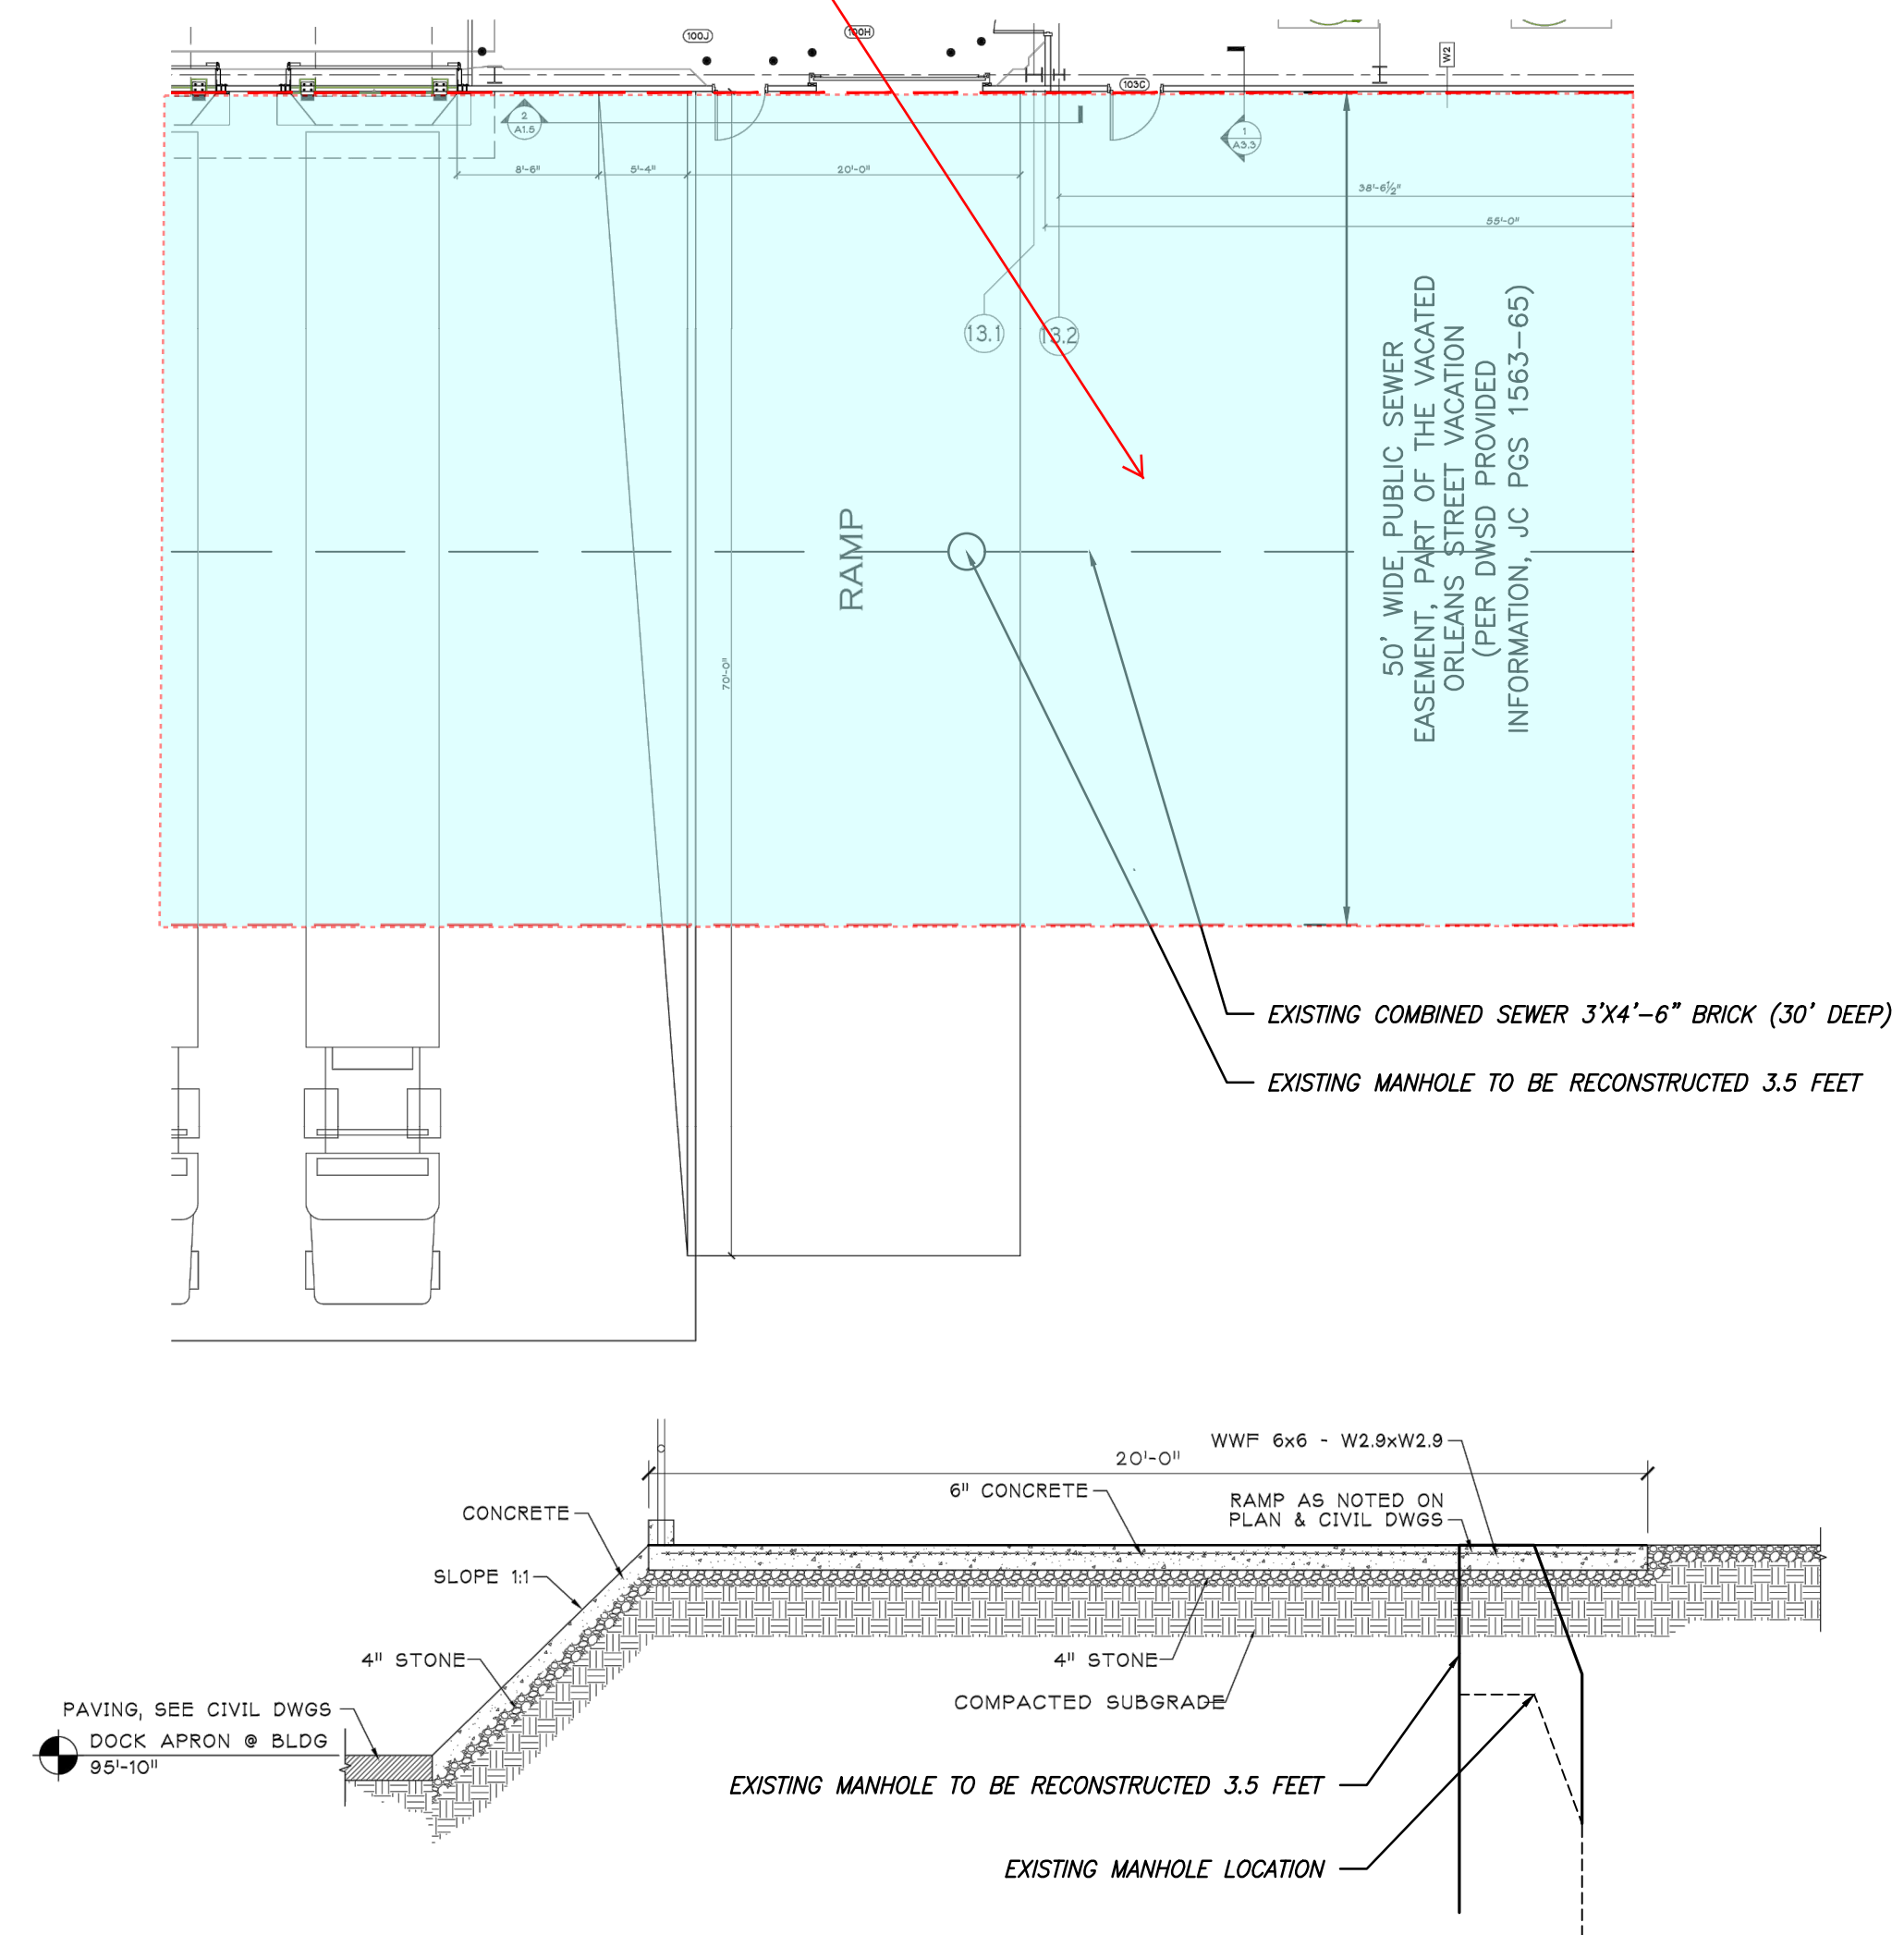 100J
100H
W2
103C
2
A1.5
1
A3.3
8'-6"
5'-4"
20'-0"
38'-6½"
55'-0"
13.1
13.2
50' WIDE PUBLIC SEWER
EASEMENT, PART OF THE VACATED
ORLEANS STREET VACATION
(PER DWSD PROVIDED
INFORMATION, JC PGS 1563-65)
RAMP
70'-0"
EXISTING COMBINED SEWER 3'X4'-6" BRICK (30' DEEP)
EXISTING MANHOLE TO BE RECONSTRUCTED 3.5 FEET
WWF 6x6 - W2.9xW2.9
20'-0"
6" CONCRETE
RAMP AS NOTED ON
PLAN & CIVIL DWGS
CONCRETE
SLOPE 1:1
4" STONE
4" STONE
COMPACTED SUBGRADE
PAVING, SEE CIVIL DWGS
DOCK APRON @ BLDG
95'-10"
EXISTING MANHOLE TO BE RECONSTRUCTED 3.5 FEET
EXISTING MANHOLE LOCATION